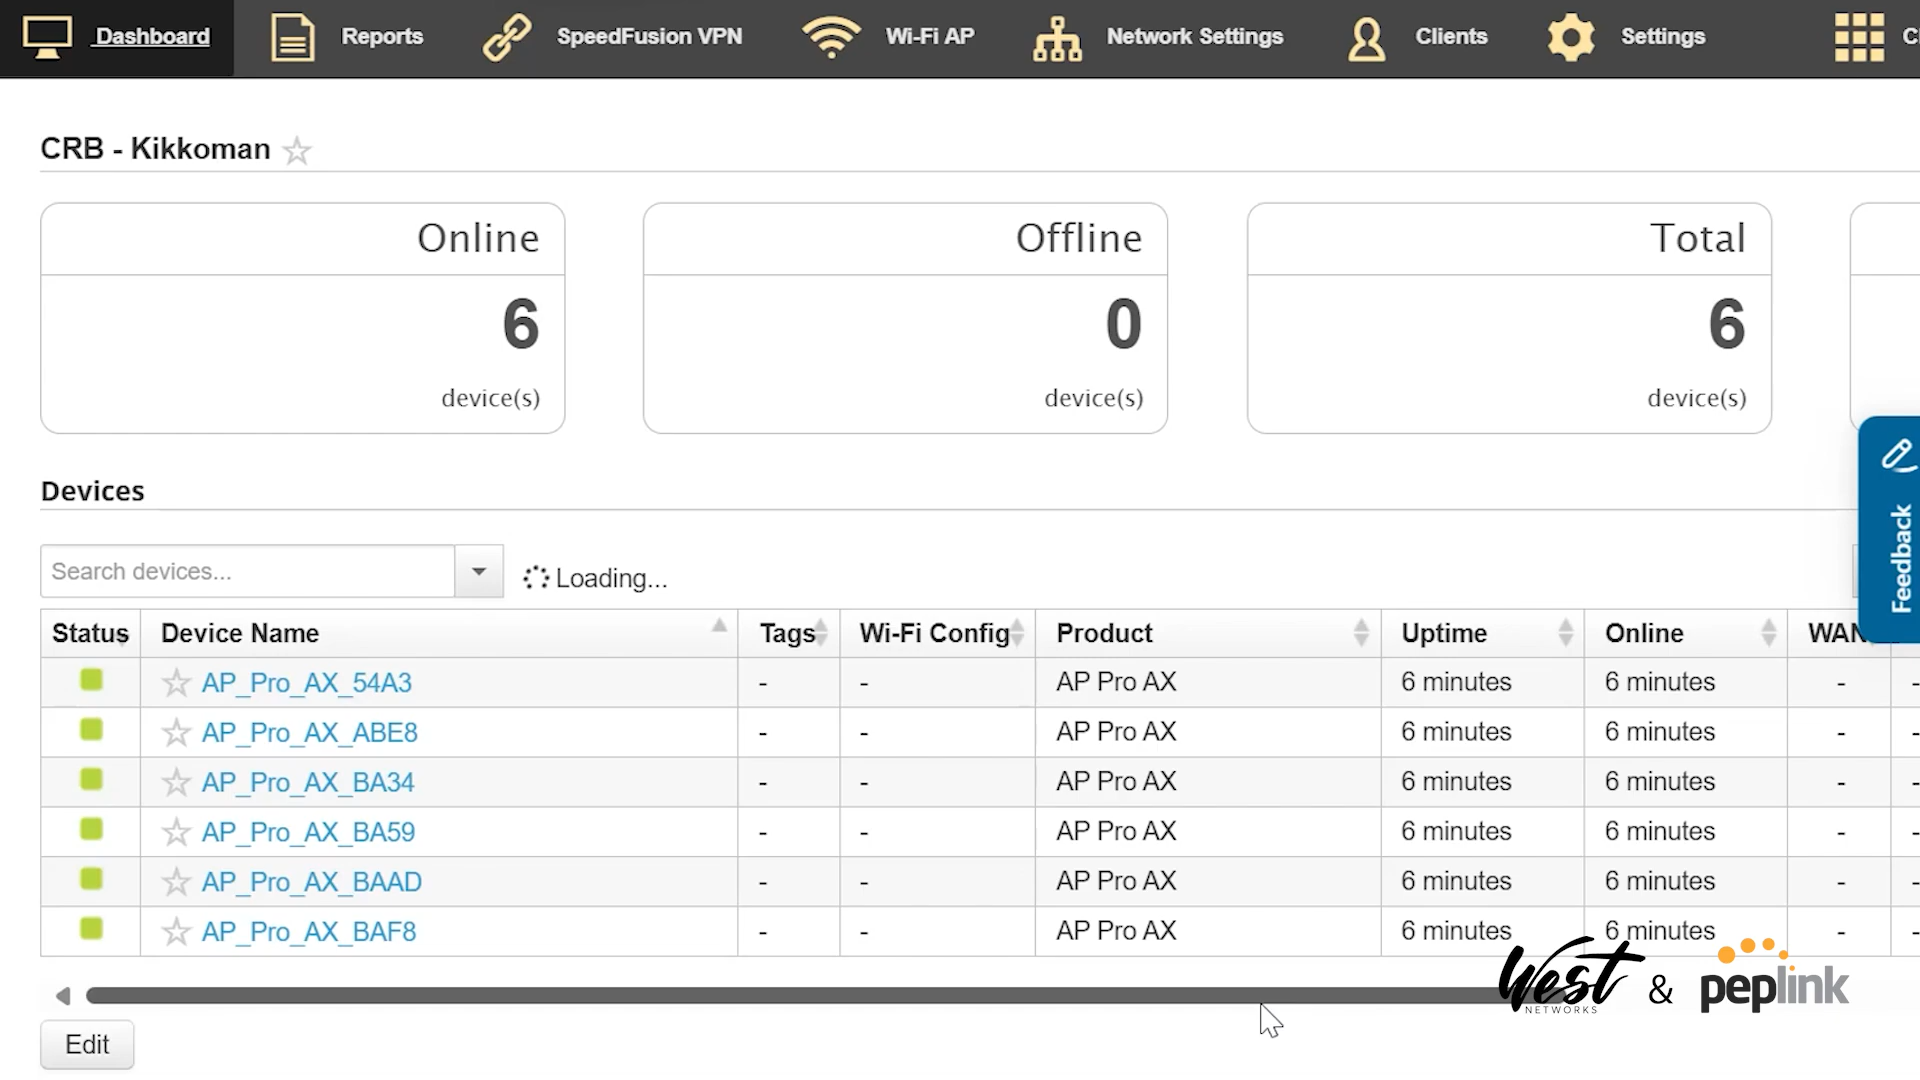 Dashboard Reports SpeedFusion VPN Wi-Fi AP Network Settings Clients Settings
CRB - Kikkoman
Online Offline Total
6 0 6
device(s) device(s) device(s)
Feedback
Devices
Search devices... Loading...
Status Device Name Tags Wi-Fi Config Product Uptime Online WAN
AP_Pro_AX_54A3 - - AP Pro AX 6 minutes 6 minutes - -
AP_Pro_AX_ABE8 - - AP Pro AX 6 minutes 6 minutes - -
AP_Pro_AX_BA34 - - AP Pro AX 6 minutes 6 minutes - -
AP_Pro_AX_BA59 - - AP Pro AX 6 minutes 6 minutes - -
AP_Pro_AX_BAAD - - AP Pro AX 6 minutes 6 minutes - -
AP_Pro_AX_BAF8 - - AP Pro AX 6 minutes 6 minutes - -
West & peplink
NETWORKS
Edit